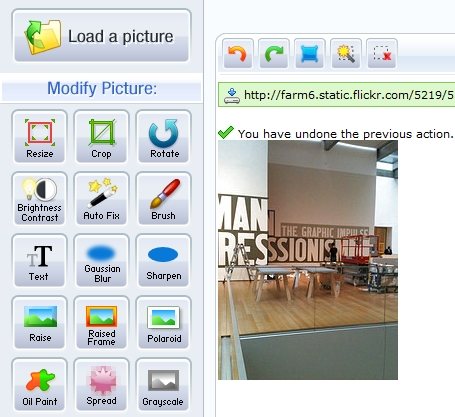 Load a picture
Modify Picture:
Resize
Crop
Rotate
Brightness
Contrast
Auto Fix
Brush
Text
Gaussian
Blur
Sharpen
Raise
Raised
Frame
Polaroid
Oil Paint
Spread
Grayscale
http://farm6.static.flickr.com/5219/5
You have undone the previous action.
MAN
THE GRAPHIC IMPULSE
RESSIONISM